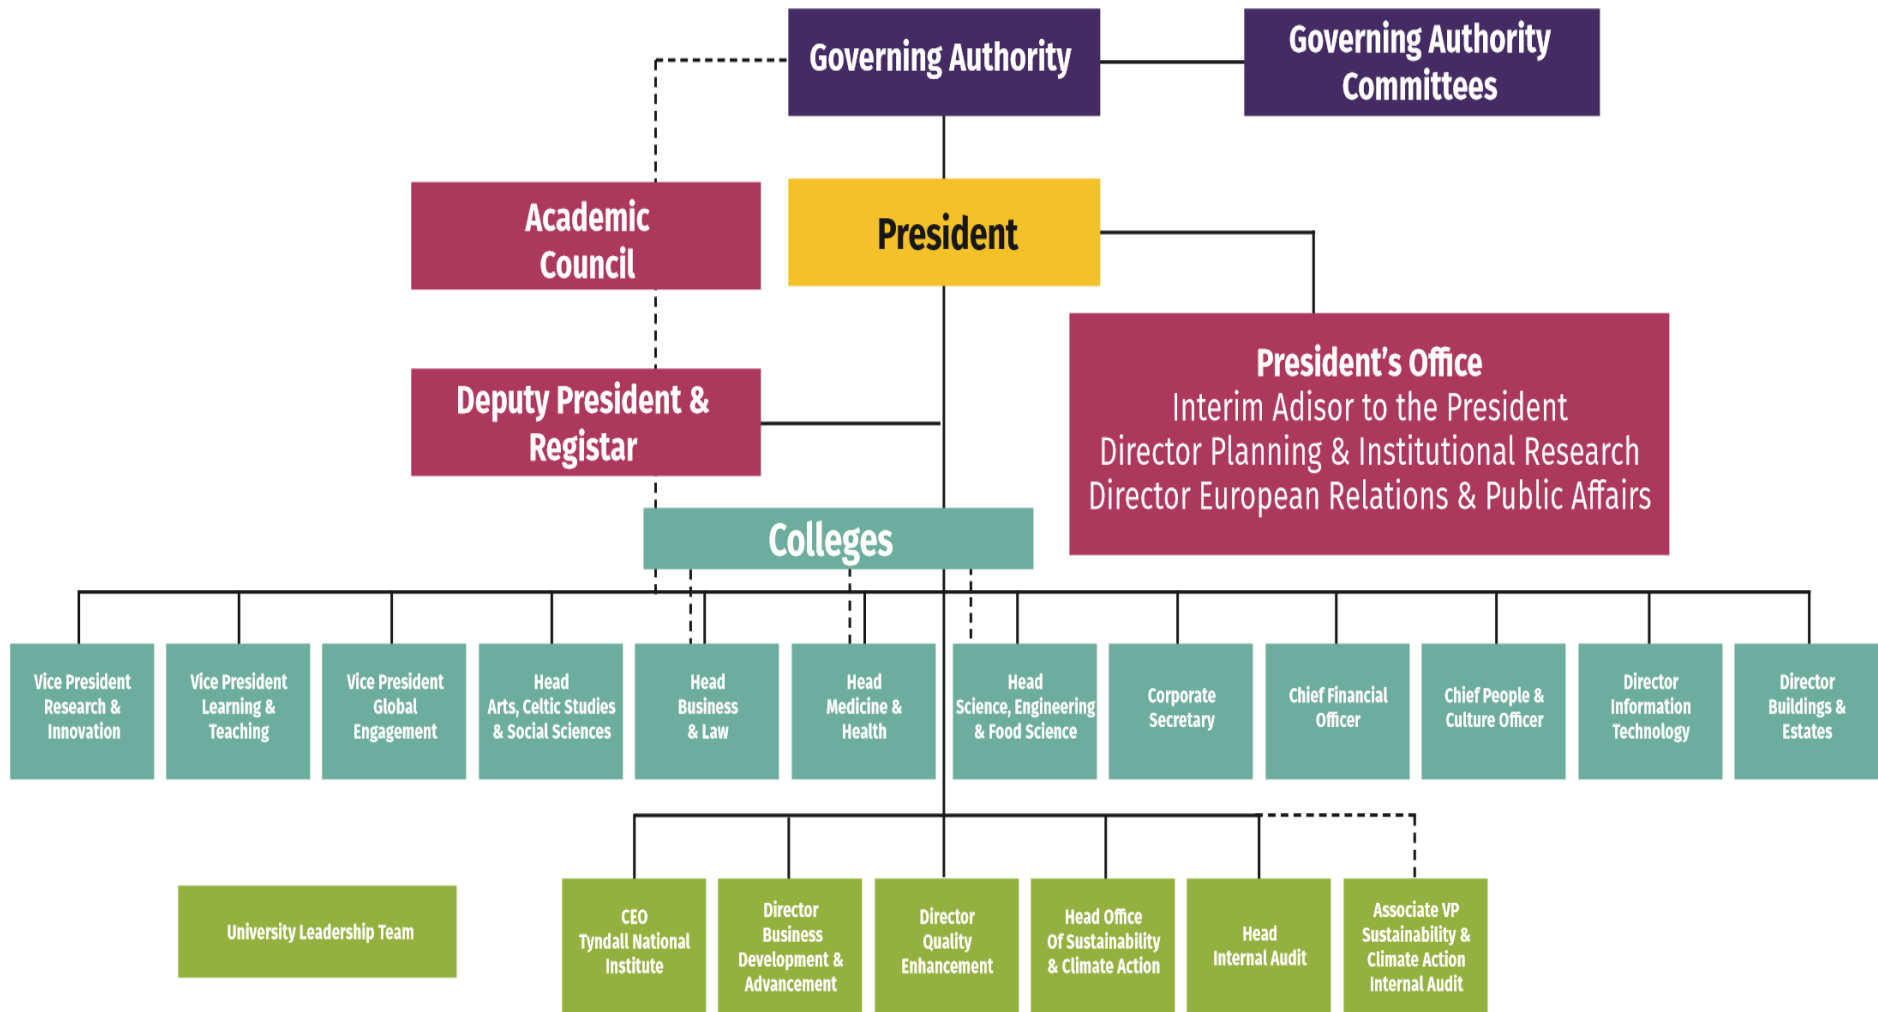 Governing Authority
Governing Authority
Committees
Academic
Council
President
Deputy President &
Registar
President’s Office
Interim Adisor to the President
Director Planning & Institutional Research
Director European Relations & Public Affairs
Colleges
Vice President
Research &
Innovation
Vice President
Learning &
Teaching
Vice President
Global
Engagement
Head
Arts, Celtic Studies
& Social Sciences
Head
Business
& Law
Head
Medicine &
Health
Head
Science, Engineering
& Food Science
Corporate
Secretary
Chief Financial
Officer
Chief People &
Culture Officer
Director
Information
Technology
Director
Buildings &
Estates
University Leadership Team
CEO
Tyndall National
Institute
Director
Business
Development &
Advancement
Director
Quality
Enhancement
Head Office
Of Sustainability
& Climate Action
Head
Internal Audit
Associate VP
Sustainability &
Climate Action
Internal Audit